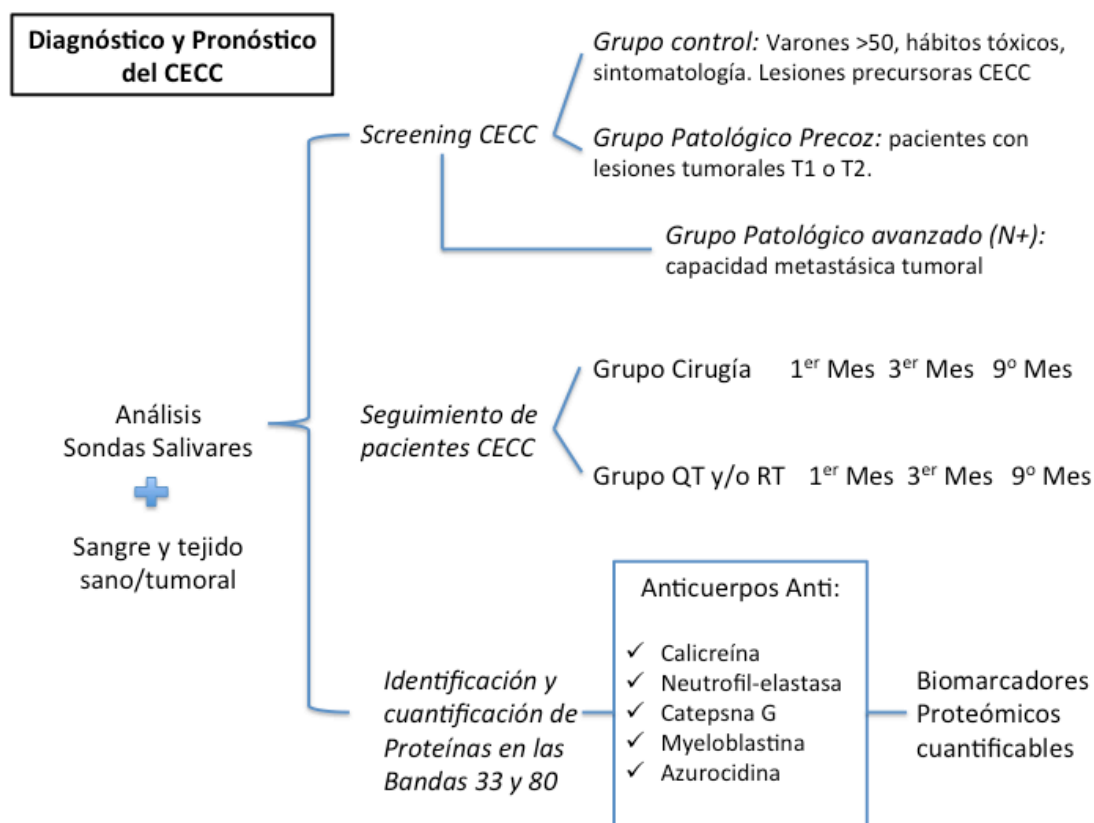 Diagnóstico y Pronóstico
del CECC
Grupo control: Varones >50, hábitos tóxicos,
sintomatología. Lesiones precursoras CECC
Screening CECC
Grupo Patológico Precoz: pacientes con
lesiones tumorales T1 o T2.
Grupo Patológico avanzado (N+):
capacidad metastásica tumoral
Análisis
Sondas Salivares
Sangre y tejido
sano/tumoral
Seguimiento de
pacientes CECC
Grupo Cirugía 1er Mes 3er Mes 9º Mes
Grupo QT y/o RT 1er Mes 3er Mes 9º Mes
Identificación y
cuantificación de
Proteínas en las
Bandas 33 y 80
Anticuerpos Anti:
✓ Calicreína
✓ Neutrofil-elastasa
✓ Catepsna G
✓ Myeloblastina
✓ Azurocidina
Biomarcadores
Proteómicos
cuantificables